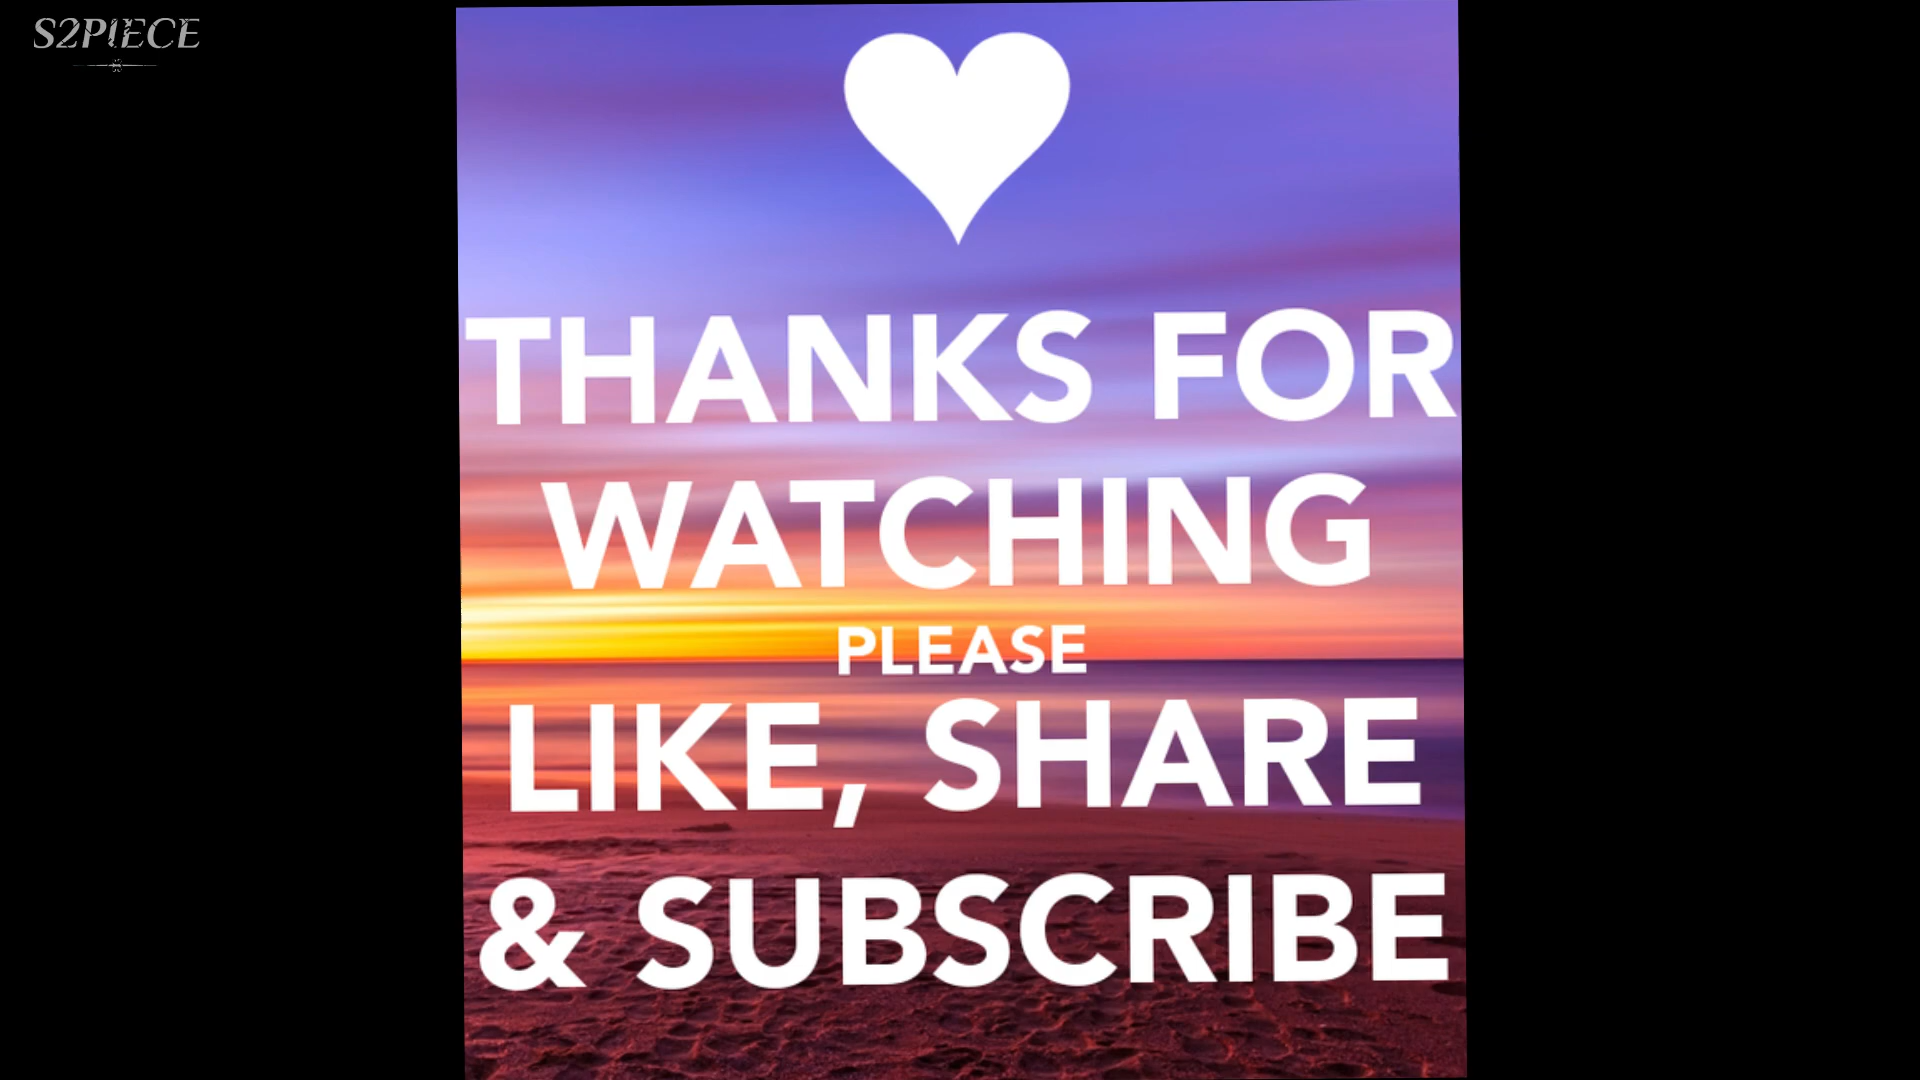 S2PIECE
THANKS FOR
WATCHING
PLEASE
LIKE, SHARE
& SUBSCRIBE